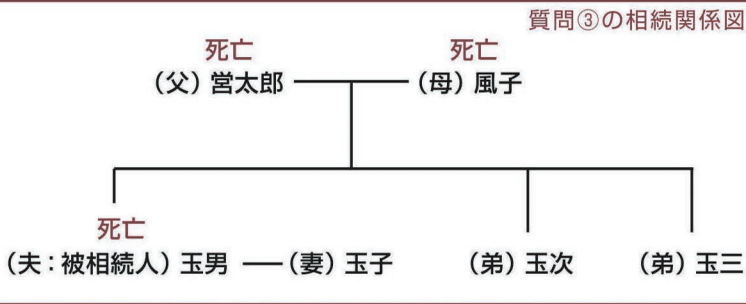 質問③の相続関係図
死亡 死亡
（父）営太郎 （母）風子
死亡
（夫：被相続人）玉男 （妻）玉子 （弟）玉次 （弟）玉三